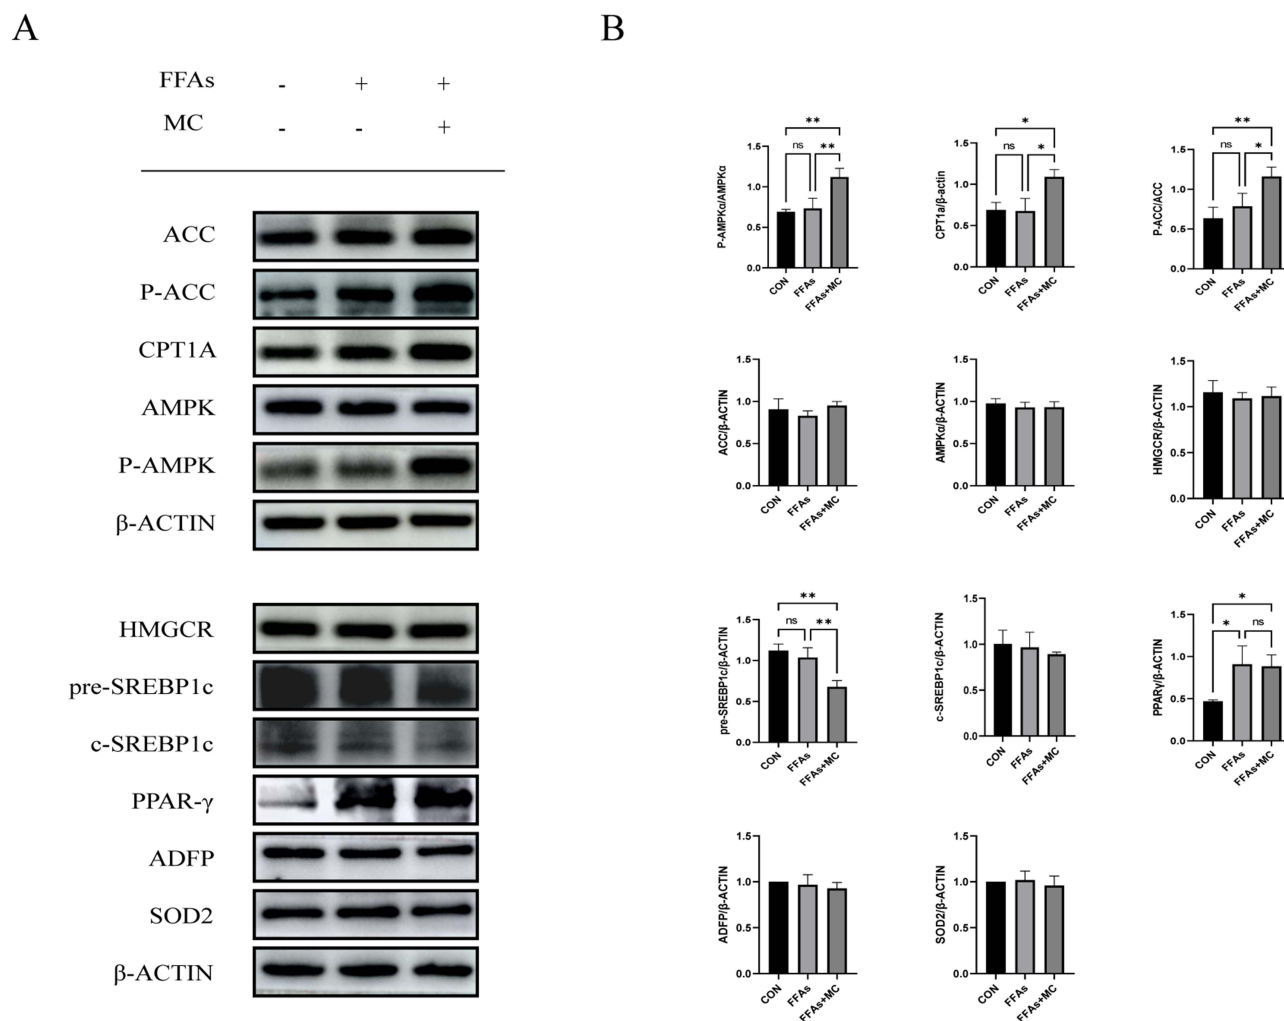 A
B
FFAs - + +
MC - - +
ACC
P-ACC
CPT1A
AMPK
P-AMPK
β-ACTIN
HMGCR
pre-SREBP1c
c-SREBP1c
PPAR-γ
ADFP
SOD2
β-ACTIN
P-AMPKα/AMPKα
1.5
1.0
0.5
0.0
**
ns
**
CON
FFAs
FFAs+MC
CPT1a/β-actin
1.5
1.0
0.5
0.0
*
ns
*
CON
FFAs
FFAs+MC
P-ACC/ACC
1.5
1.0
0.5
0.0
**
ns
*
CON
FFAs
FFAs+MC
ACC/β-ACTIN
1.5
1.0
0.5
0.0
CON
FFAs
FFAs+MC
AMPKα/β-ACTIN
1.5
1.0
0.5
0.0
CON
FFAs
FFAs+MC
HMGCR/β-ACTIN
1.5
1.0
0.5
0.0
CON
FFAs
FFAs+MC
pre-SREBP1c/β-ACTIN
1.5
1.0
0.5
0.0
**
ns
**
CON
FFAs
FFAs+MC
c-SREBP1c/β-ACTIN
1.5
1.0
0.5
0.0
CON
FFAs
FFAs+MC
PPARγ/β-ACTIN
1.5
1.0
0.5
0.0
*
*
ns
CON
FFAs
FFAs+MC
ADFP/β-ACTIN
1.5
1.0
0.5
0.0
CON
FFAs
FFAs+MC
SOD2/β-ACTIN
1.5
1.0
0.5
0.0
CON
FFAs
FFAs+MC